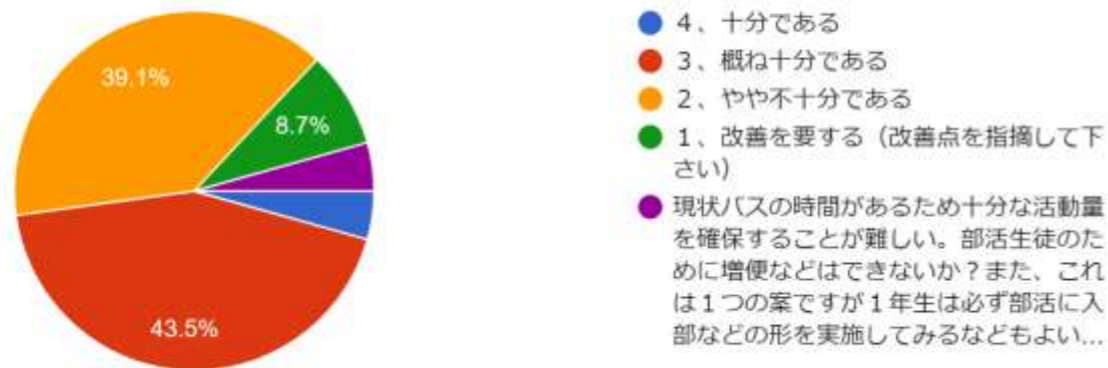 39.1%
8.7%
43.5%
4、十分である
3、概ね十分である
2、やや不十分である
1、改善を要する（改善点を指摘して下
さい）
現状バスの時間があるため十分な活動量
を確保することが難しい。部活生徒のた
めに増便などはできないか？また、これ
は１つの案ですが１年生は必ず部活に入
部などの形を実施してみるなどもよい...